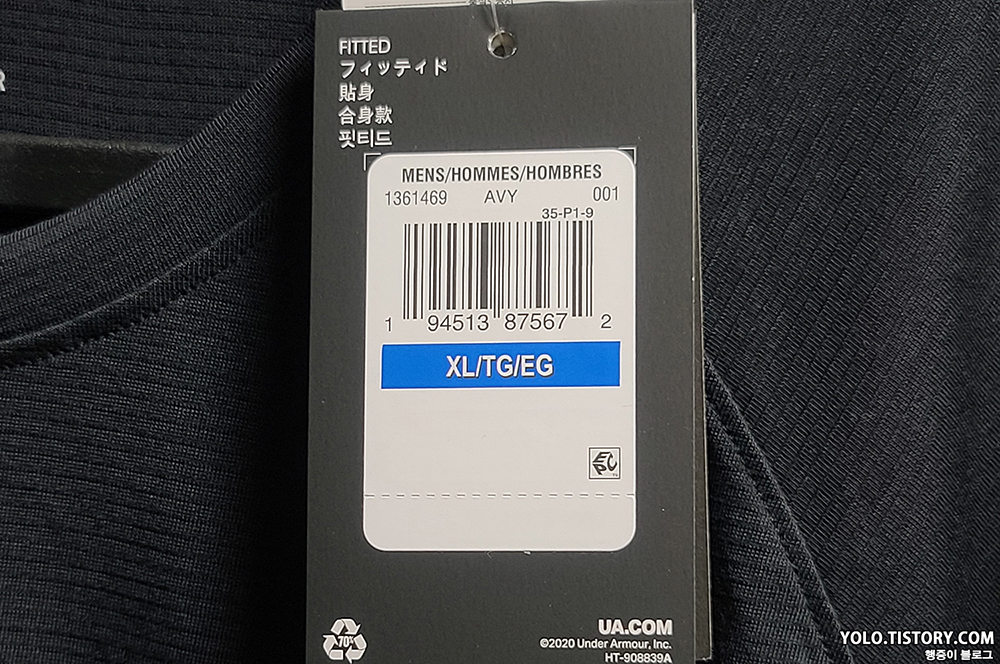 FITTED
フィッティド
貼身
合身款
핏티드
MENS/HOMMES/HOMBRES
1361469 AVY 001
35-P1-9
1 94513 87567 2
XL/TG/EG
EPC
70%
UA.COM
©2020 Under Armour, Inc.
HT-908839A
R
YOLO.TISTORY.COM
행증이 블로그